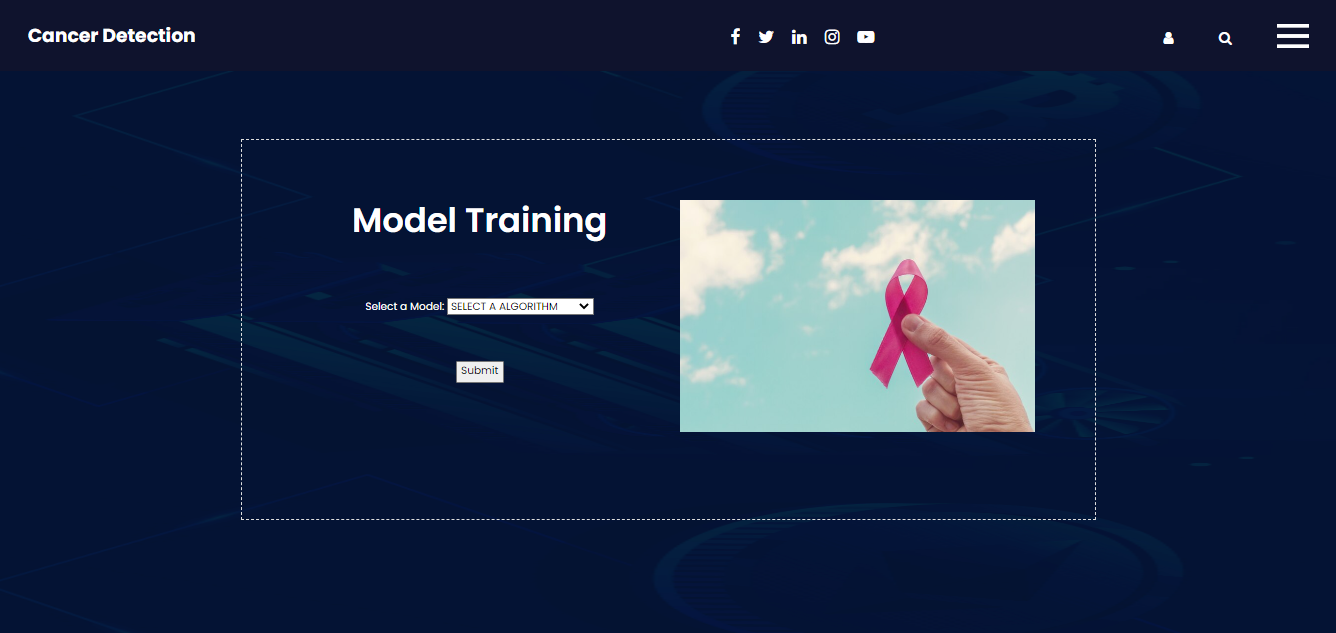 Cancer Detection
Model Training
Select a Model: SELECT A ALGORITHM
Submit